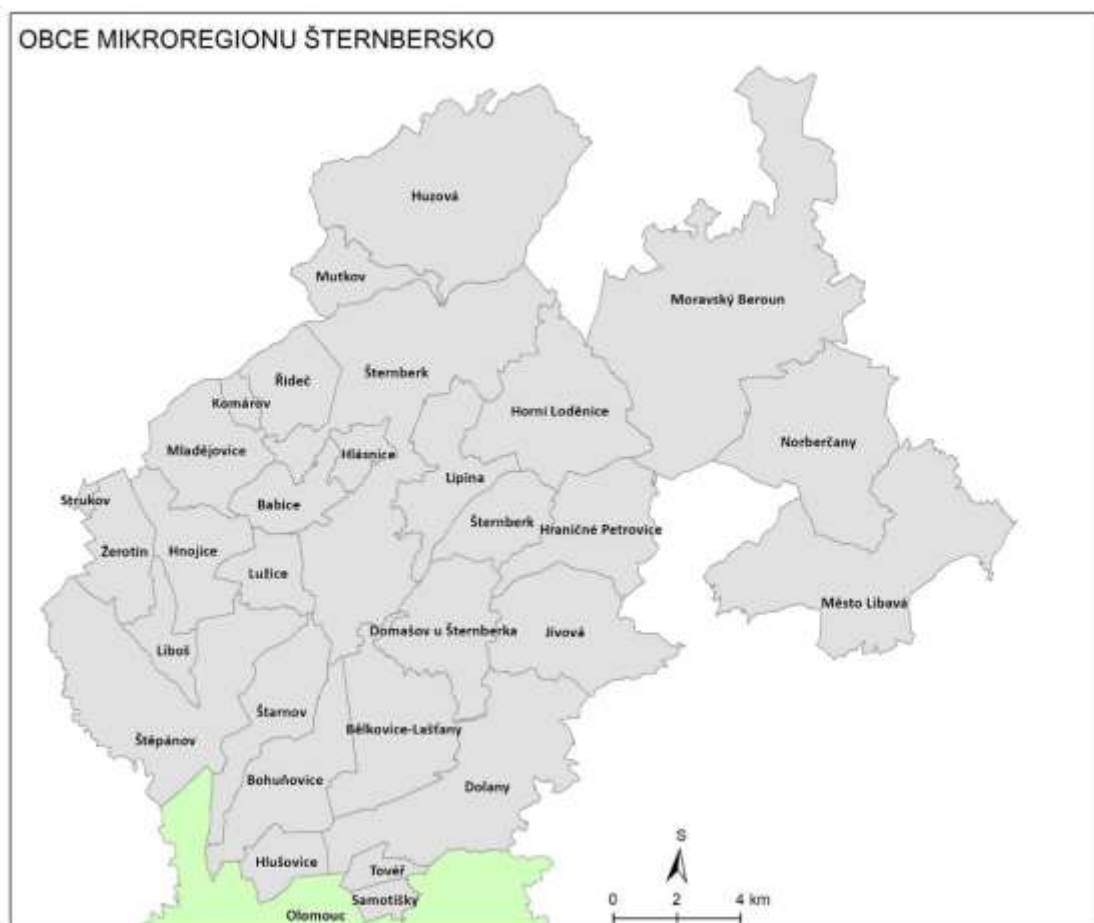 OBCE MIKROREGIONU ŠTERNBERSKO
Huzová
Mutkov
Moravský Beroun
Řídeč
Šternberk
Komárov
Horní Loděnice
Mladějovice
Hlásnice
Norberčany
Lipina
Strukov
Babice
Šternberk
Hraničné Petrovice
Žerotín
Hnojice
Lužice
Město Libavá
Domašov u Šternberka
Jívová
Liboš
Štarnov
Bělkovice-Lašťany
Štěpánov
Bohuňovice
Dolany
S
Hlušovice
Tověř
Samotišky
0 2 4 km
Olomouc